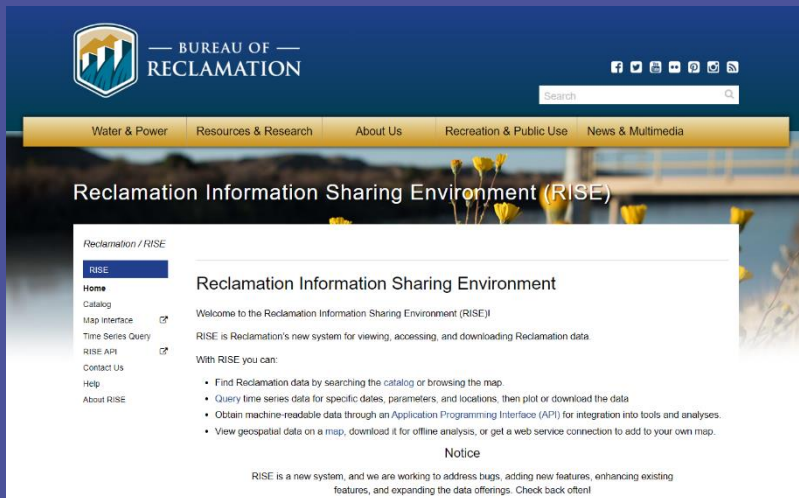 BUREAU OF
RECLAMATION
Search
Water & Power
Resources & Research
About Us
Recreation & Public Use
News & Multimedia
Reclamation Information Sharing Environment (RISE)
Reclamation / RISE
RISE
Home
Catalog
Map Interface
Time Series Query
RISE API
Contact Us
Help
About RISE
Reclamation Information Sharing Environment
Welcome to the Reclamation Information Sharing Environment (RISE)!
RISE is Reclamation's new system for viewing, accessing, and downloading Reclamation data.
With RISE you can:
• Find Reclamation data by searching the catalog or browsing the map.
• Query time series data for specific dates, parameters, and locations, then plot or download the data
• Obtain machine-readable data through an Application Programming Interface (API) for integration into tools and analyses.
• View geospatial data on a map, download it for offline analysis, or get a web service connection to add to your own map.
Notice
RISE is a new system, and we are working to address bugs, adding new features, enhancing existing
features, and expanding the data offerings. Check back often!